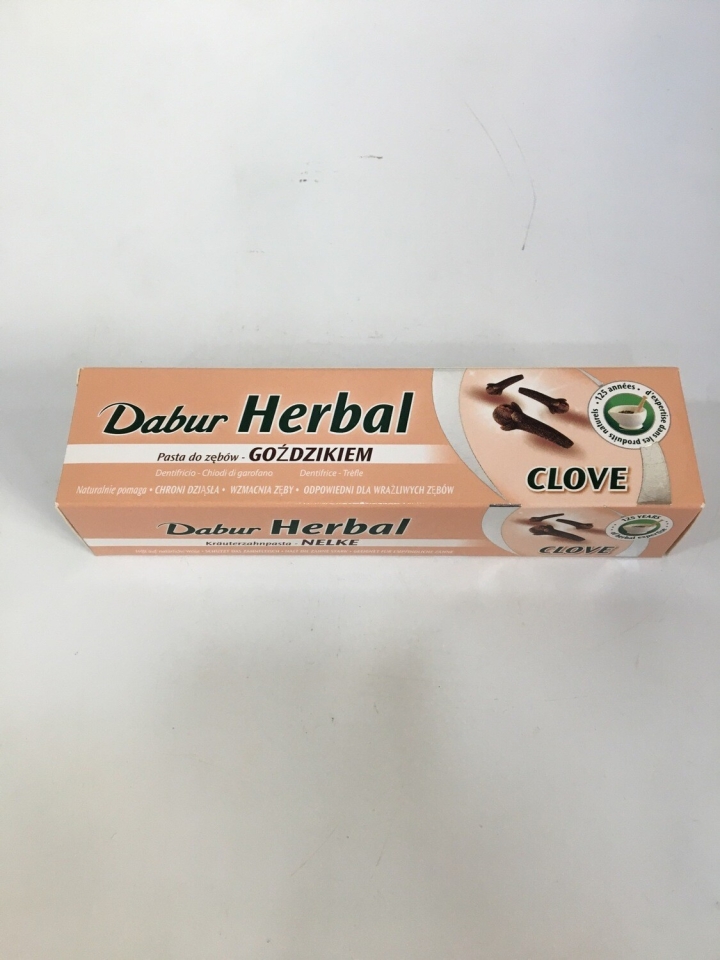 Dabur Herbal
Pasta do zębów - GOŹDZIKIEM
Dentifricio - Chiodi di garofano Dentifrice - Trèfle
Naturalnie pomaga • CHRONI DZIĄSŁA • WZMACNIA ZĘBY • ODPOWIEDNI DLA WRAŻLIWYCH ZĘBÓW
• 125 années • d'expertise dans les produits naturels
CLOVE
Dabur Herbal
Kräuterzahnpasta - NELKE
125 YEARS
CLOVE